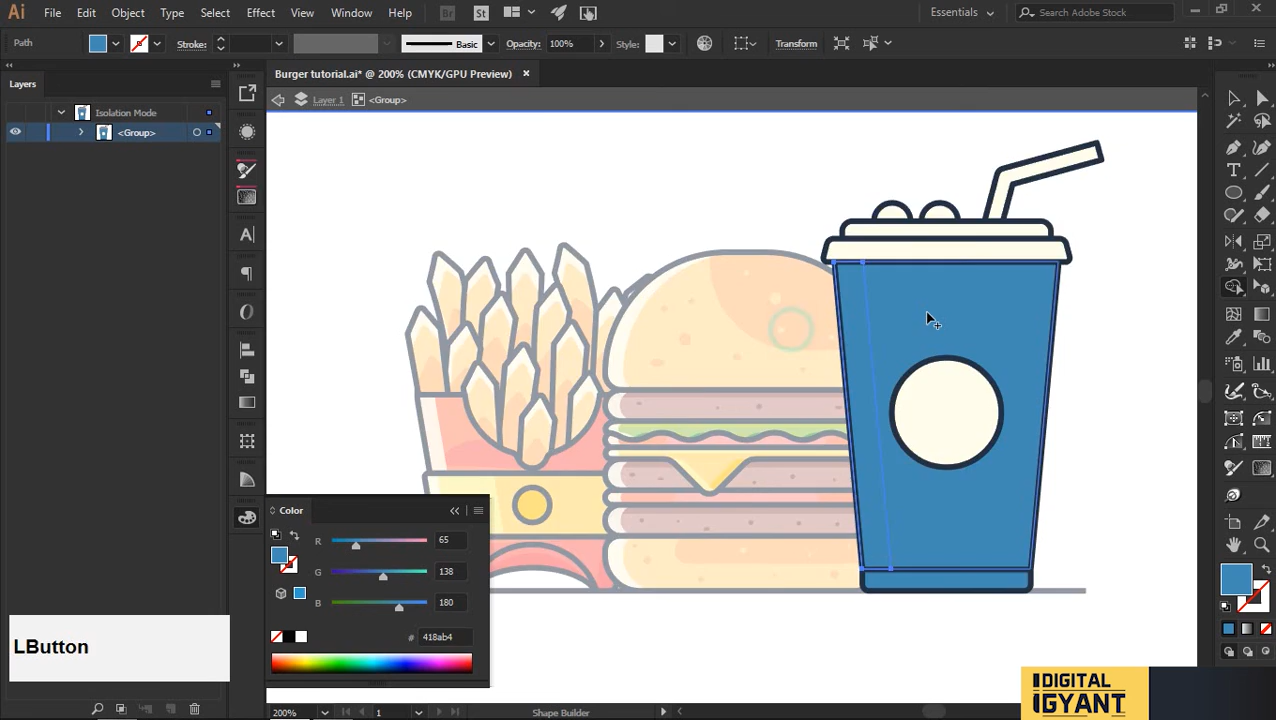 Ai File Edit Object Type Select Effect View Window Help Br St Essentials Search Adobe Stock
Path Stroke: Basic Opacity: 100% Style: Transform
Layers
Burger tutorial.ai* @ 200% (CMYK/GPU Preview)
Layer 1 <Group>
Isolation Mode
<Group>
Color
R 65
G 138
B 180
# 418ab4
LButton
200% 1 Shape Builder
DIGITAL
GYANT